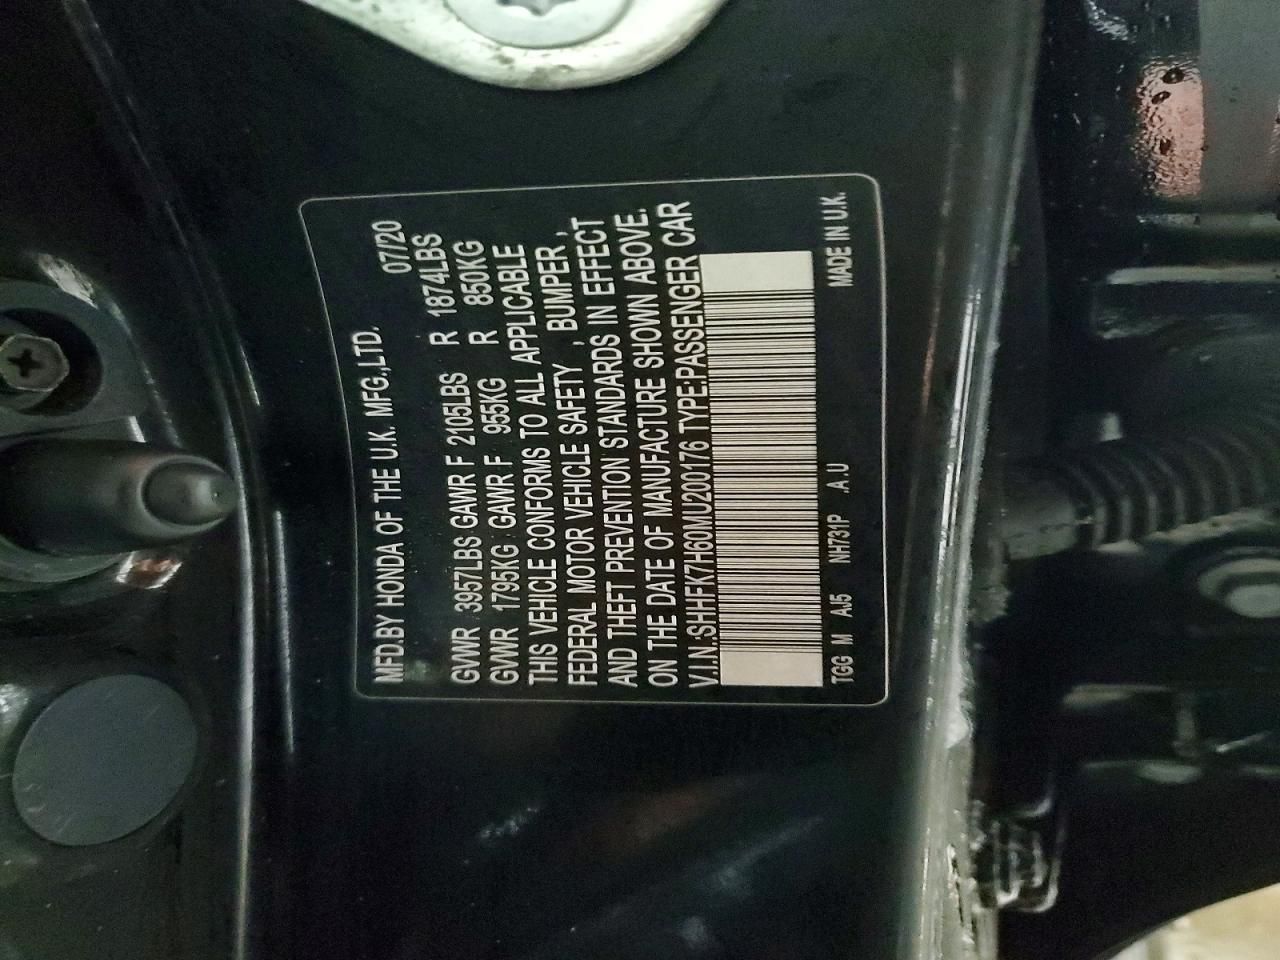 MFD.BY HONDA OF THE U.K. MFG.,LTD. 07/20
GVWR 3957LBS GAWR F 2105LBS R 1874LBS
GVWR 1795KG GAWR F 955KG R 850KG
THIS VEHICLE CONFORMS TO ALL APPLICABLE
FEDERAL MOTOR VEHICLE SAFETY , BUMPER ,
AND THEFT PREVENTION STANDARDS IN EFFECT
ON THE DATE OF MANUFACTURE SHOWN ABOVE.
V.I.N.:SHHFK7H60MU200176 TYPE:PASSENGER CAR
TGG M AJ5 NH731P .A.U MADE IN U.K.